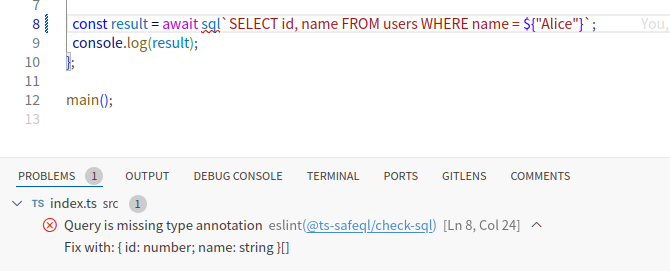 7
8 const result = await sql`SELECT id, name FROM users WHERE name = ${"Alice"}`; You,
9 console.log(result);
10 };
11
12 main();
13
PROBLEMS 1 OUTPUT DEBUG CONSOLE TERMINAL PORTS GITLENS COMMENTS
TS index.ts src 1
Query is missing type annotation eslint(@ts-safeql/check-sql) [Ln 8, Col 24]
Fix with: { id: number; name: string }[]